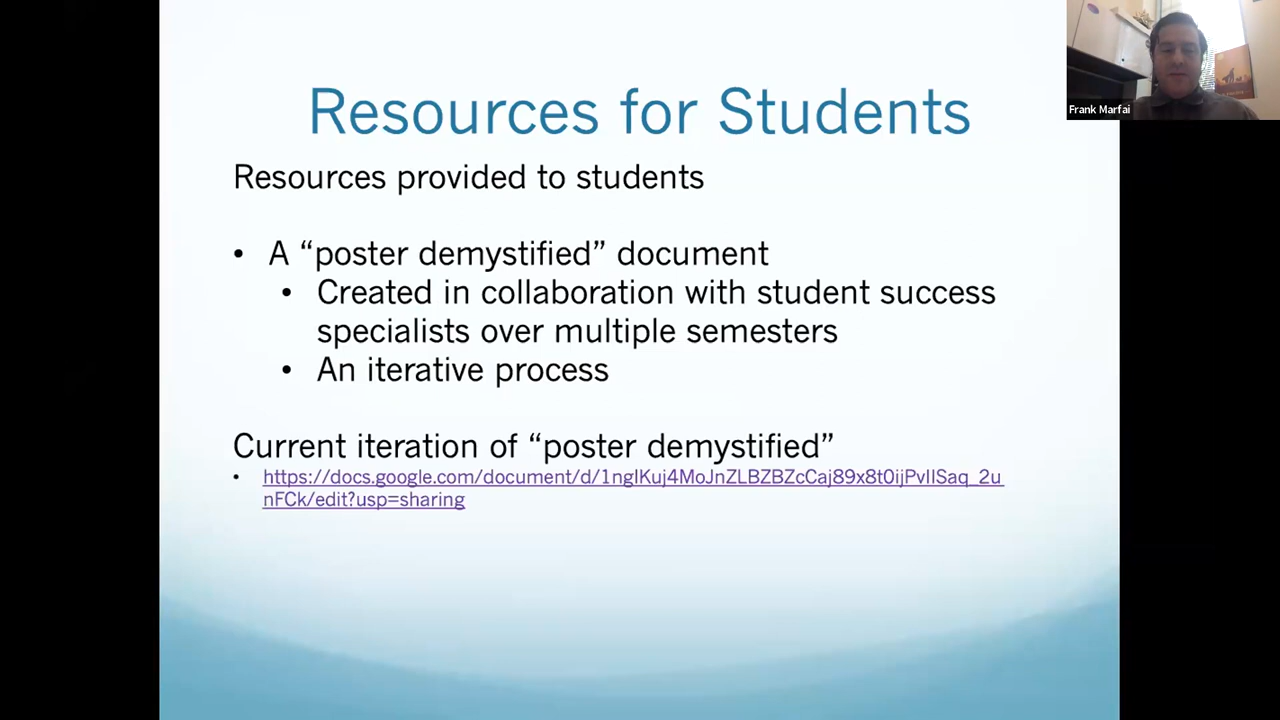 Resources for Students
Frank Marfai
Resources provided to students
• A “poster demystified” document
• Created in collaboration with student success
specialists over multiple semesters
• An iterative process
Current iteration of “poster demystified”
• https://docs.google.com/document/d/1ngIKuj4MoJnZLBZBZcCaj89x8t0ijPvIISaq_2u
nFCk/edit?usp=sharing